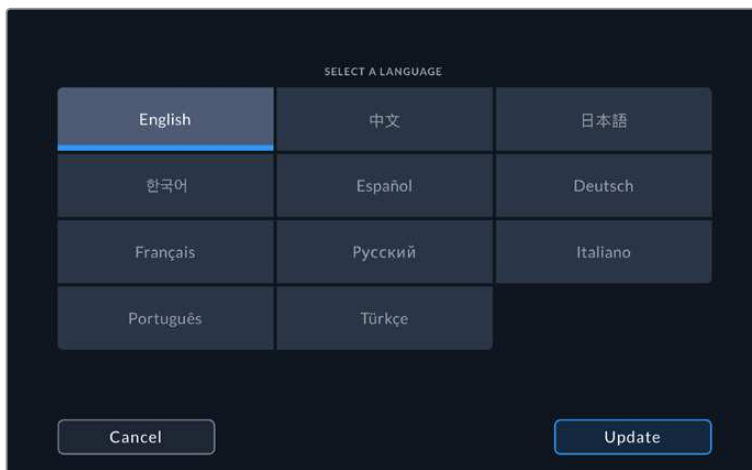 SELECT A LANGUAGE
English 中文 日本語
한국어 Español Deutsch
Français Русский Italiano
Português Türkçe
Cancel Update